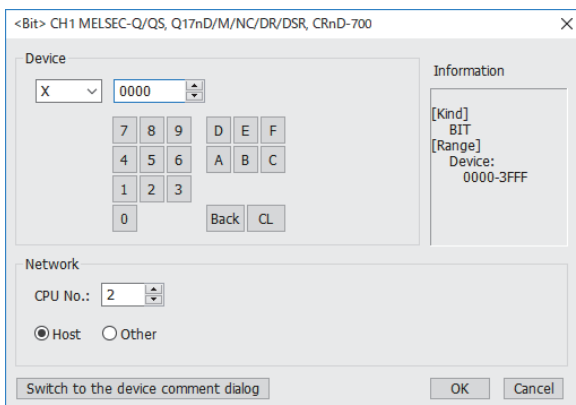 <Bit> CH1 MELSEC-Q/QS, Q17nD/M/NC/DR/DSR, CRnD-700
Device
X 0000
7 8 9 D E F
4 5 6 A B C
1 2 3
0 Back CL
Information
[Kind]
BIT
[Range]
Device:
0000-3FFF
Network
CPU No.: 2
Host Other
Switch to the device comment dialog OK Cancel